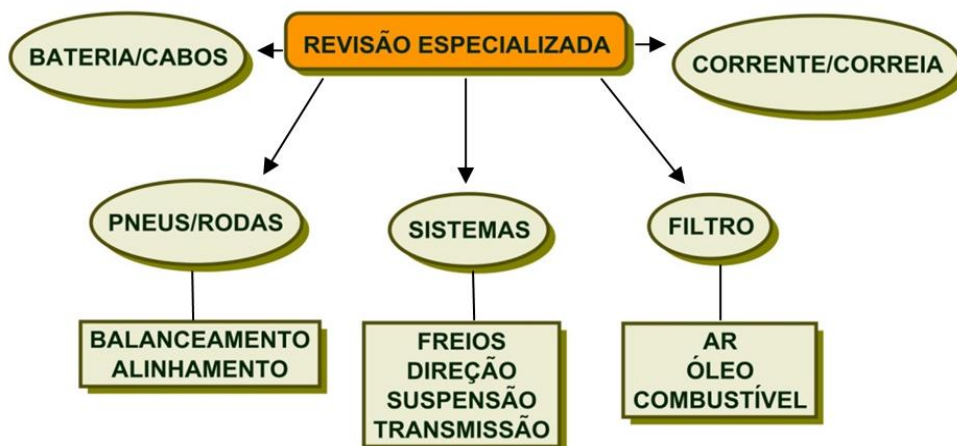 REVISÃO ESPECIALIZADA
BATERIA/CABOS
CORRENTE/CORREIA
PNEUS/RODAS
SISTEMAS
FILTRO
BALANCEAMENTO
ALINHAMENTO
FREIOS
DIREÇÃO
SUSPENSÃO
TRANSMISSÃO
AR
ÓLEO
COMBUSTÍVEL